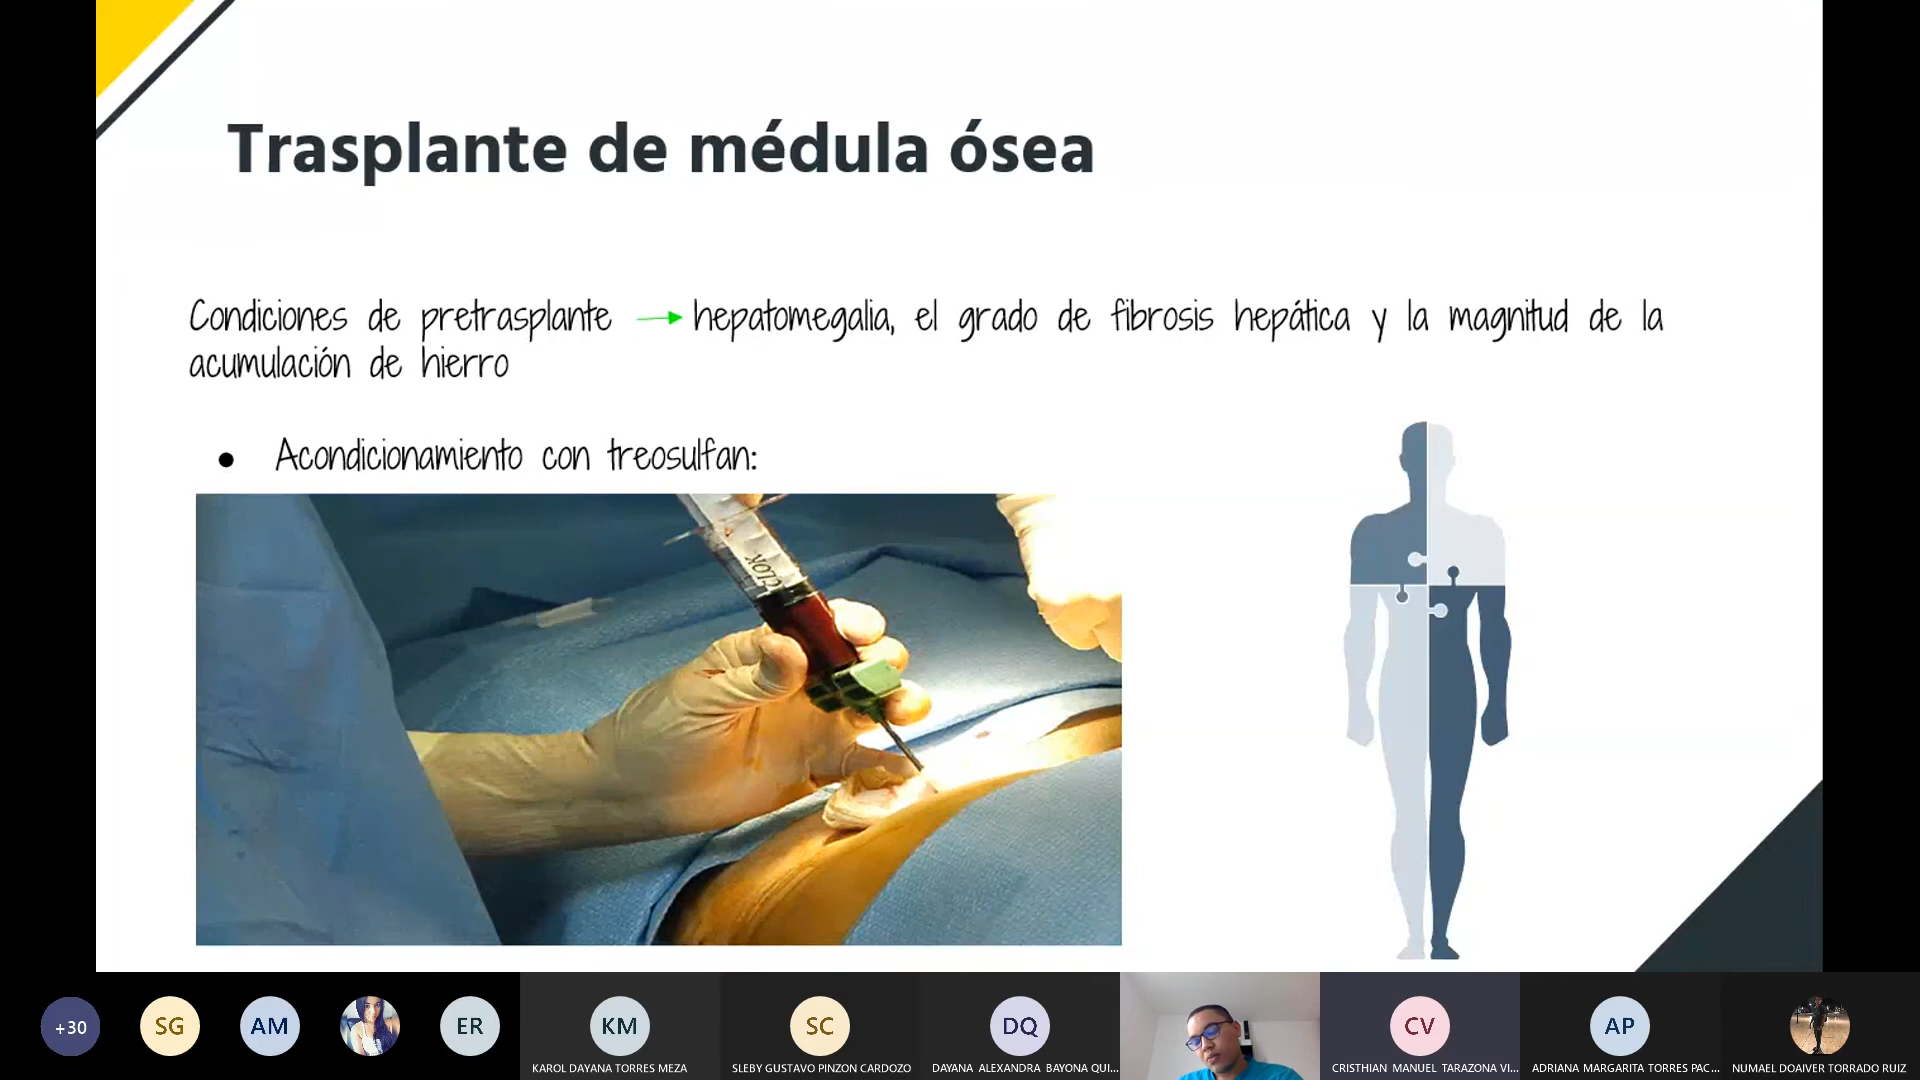 Trasplante de médula ósea
Condiciones de pretrasplante hepatomegalia, el grado de fibrosis hepática y la magnitud de la
acumulación de hierro
● Acondicionamiento con treosulfan:
+30
SG
AM
ER
KM
SC
DQ
CV
AP
KAROL DAYANA TORRES MEZA
SLEBY GUSTAVO PINZON CARDOZO
DAYANA ALEXANDRA BAYONA QUI...
CRISTHIAN MANUEL TARAZONA VI...
ADRIANA MARGARITA TORRES PAC...
NUMAEL DOAIVER TORRADO RUIZ